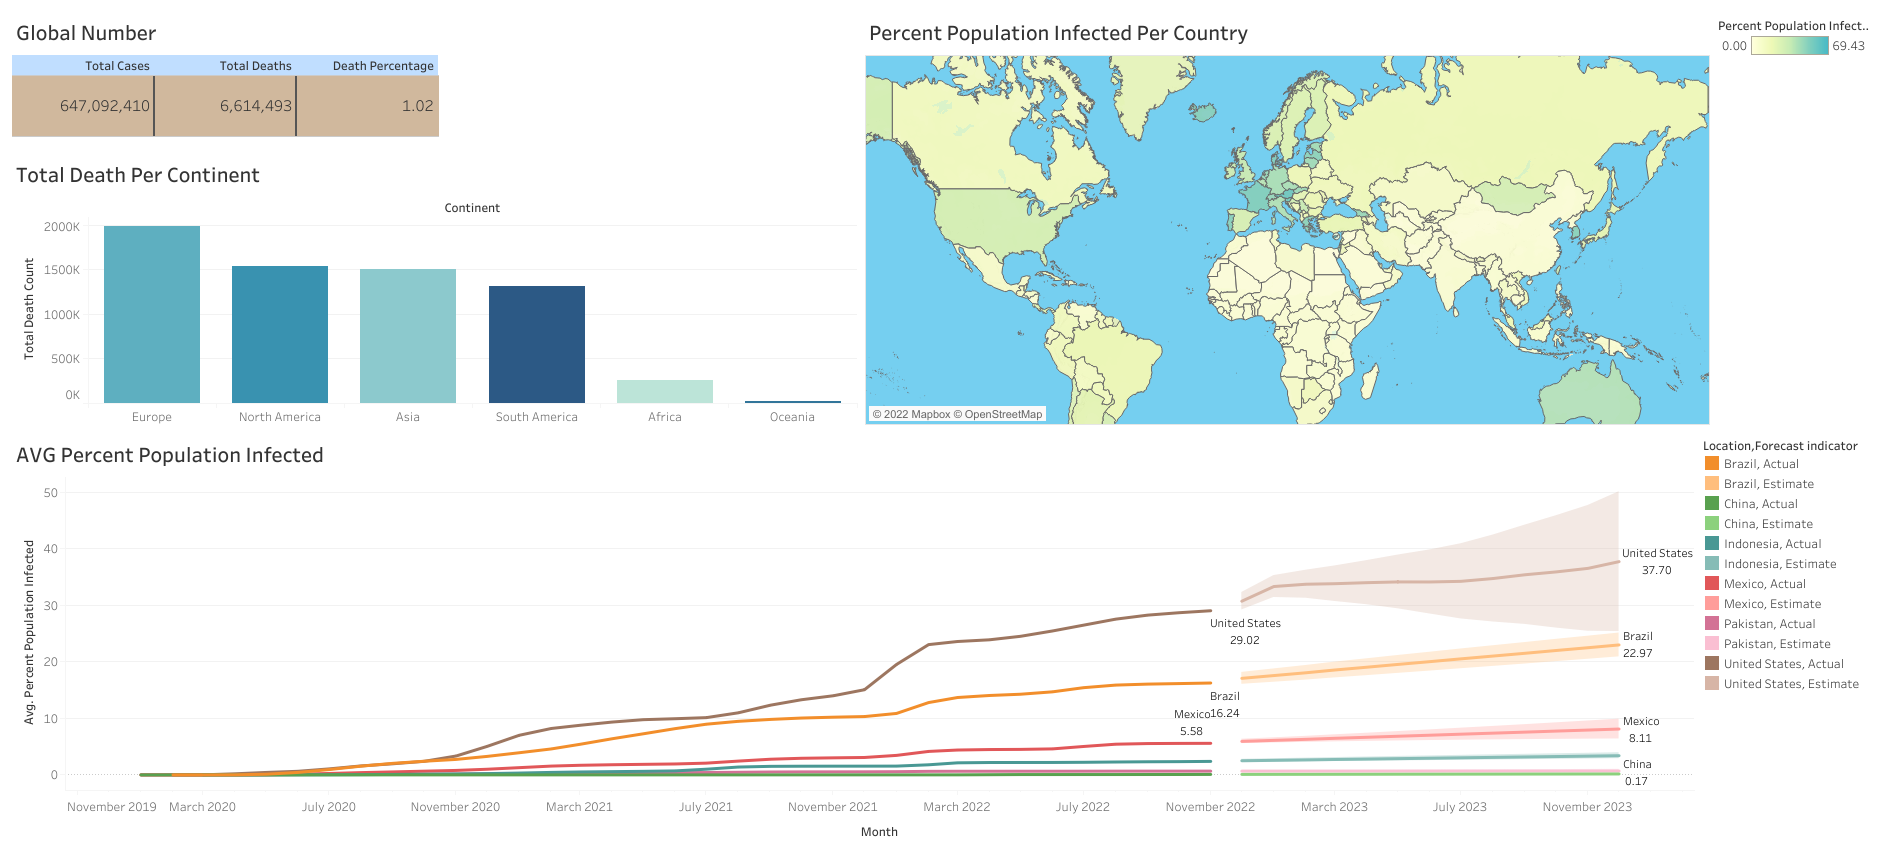 Global Number
Total Cases Total Deaths Death Percentage
647,092,410 6,614,493 1.02
Total Death Per Continent
Continent
Total Death Count
2000K
1500K
1000K
500K
0K
Europe North America Asia South America Africa Oceania
Percent Population Infected Per Country
© 2022 Mapbox © OpenStreetMap
Percent Population Infect..
0.00 69.43
AVG Percent Population Infected
Avg. Percent Population Infected
50
40
30
20
10
0
United States
29.02
Brazil
16.24
Mexico
5.58
United States
37.70
Brazil
22.97
Mexico
8.11
China
0.17
November 2019 March 2020 July 2020 November 2020 March 2021 July 2021 November 2021 March 2022 July 2022 November 2022 March 2023 July 2023 November 2023
Month
Location,Forecast indicator
Brazil, Actual
Brazil, Estimate
China, Actual
China, Estimate
Indonesia, Actual
Indonesia, Estimate
Mexico, Actual
Mexico, Estimate
Pakistan, Actual
Pakistan, Estimate
United States, Actual
United States, Estimate